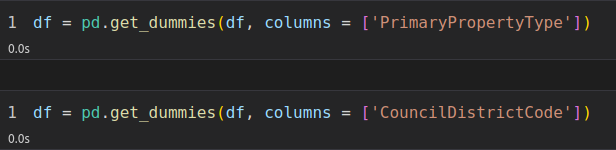 1 df = pd.get_dummies(df, columns = ['PrimaryPropertyType'])
0.0s
1 df = pd.get_dummies(df, columns = ['CouncilDistrictCode'])
0.0s